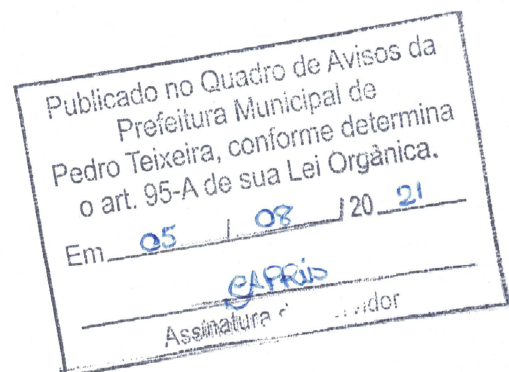 Publicado no Quadro de Avisos da
Prefeitura Municipal de
Pedro Teixeira, conforme determina
o art. 95-A de sua Lei Orgânica.
Em 05 / 08 / 20 21
Assinatura